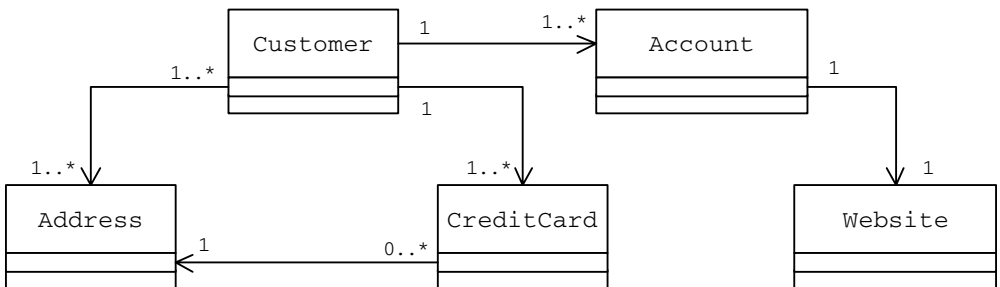 Customer
1
1..*
Account
1..*
1
1
1..*
1..*
1
Address
CreditCard
Website
1
0..*